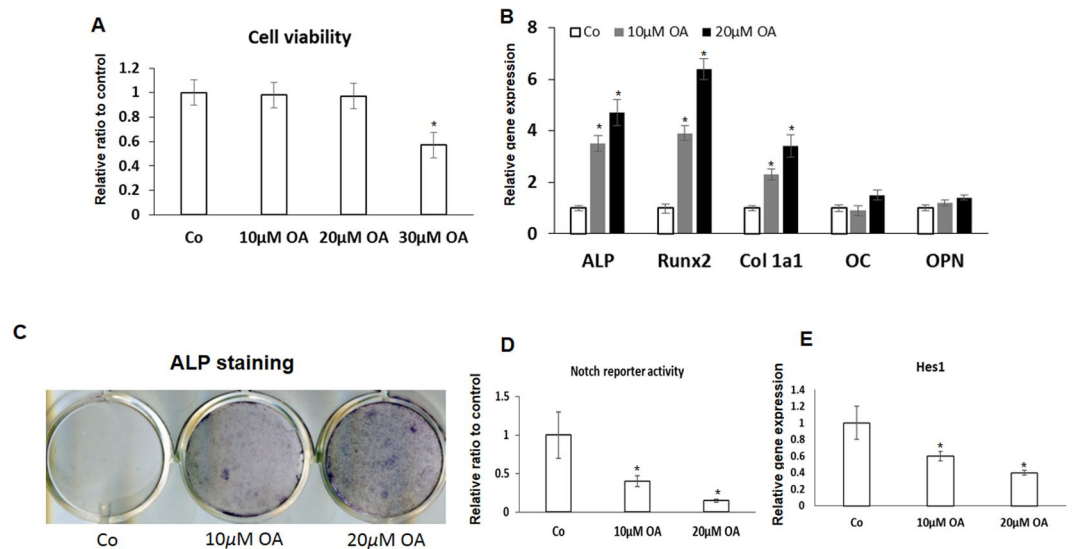 A
Cell viability
Relative ratio to control
1.2
1
0.8
0.6
0.4
0.2
0
*
Co 10μM OA 20μM OA 30μM OA
B
Co 10μM OA 20μM OA
Relative gene expression
8
6
4
2
0
* * * * * *
ALP Runx2 Col 1a1 OC OPN
C
ALP staining
Co 10μM OA 20μM OA
D
Notch reporter activity
Relative ratio to control
1.5
1
0.5
0
* *
Co 10μM OA 20μM OA
E
Hes1
Relative gene expression
1.4
1.2
1
0.8
0.6
0.4
0.2
0
* *
Co 10μM OA 20μM OA